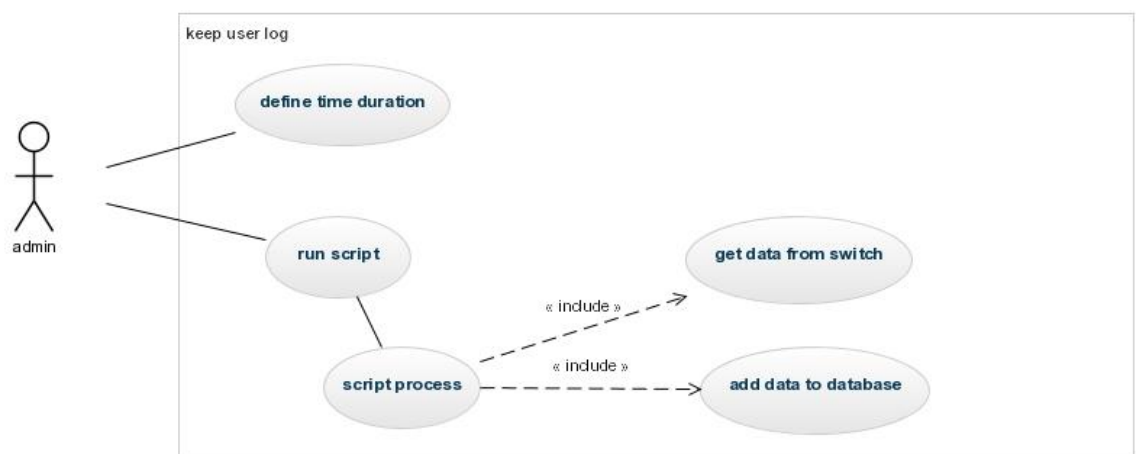 keep user log
define time duration
admin
run script
get data from switch
« include »
« include »
script process
add data to database